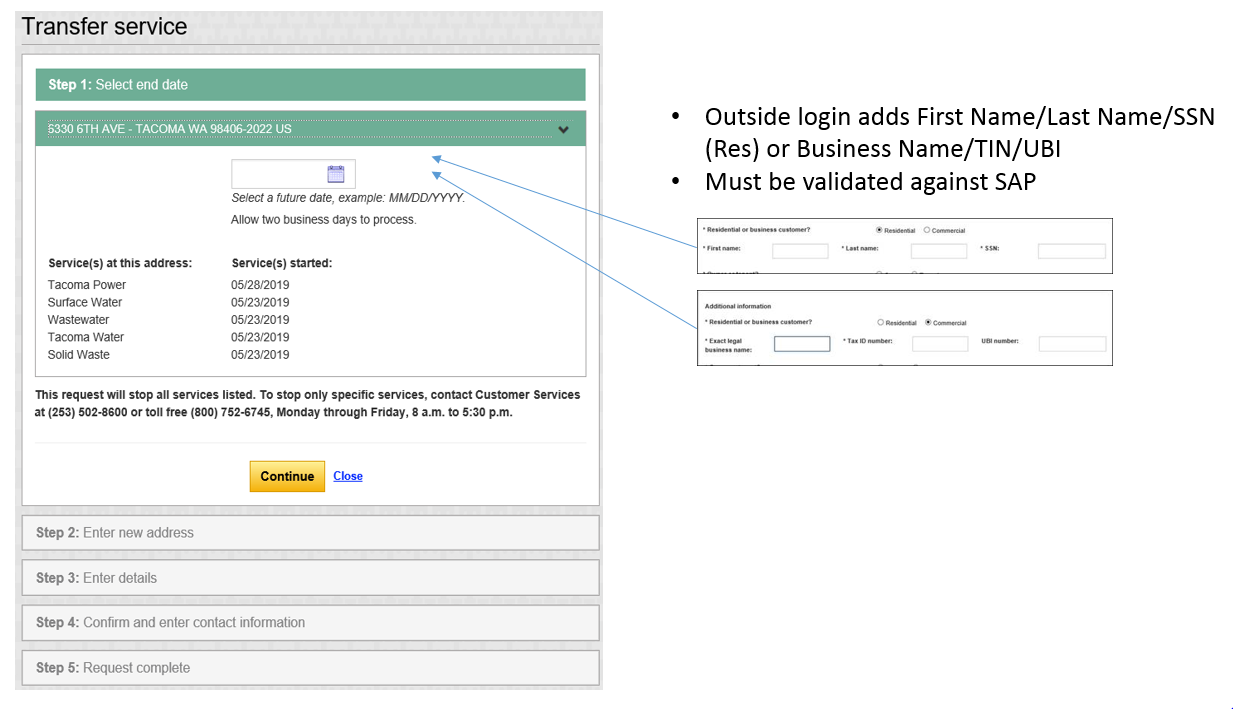 Transfer service
Step 1: Select end date
6330 6TH AVE - TACOMA WA 98406-2022 US
Select a future date, example: MM/DD/YYYY.
Allow two business days to process.
Service(s) at this address: Service(s) started:
Tacoma Power 05/28/2019
Surface Water 05/23/2019
Wastewater 05/23/2019
Tacoma Water 05/23/2019
Solid Waste 05/23/2019
This request will stop all services listed. To stop only specific services, contact Customer Services
at (253) 502-8600 or toll free (800) 752-6745, Monday through Friday, 8 a.m. to 5:30 p.m.
Continue Close
Step 2: Enter new address
Step 3: Enter details
Step 4: Confirm and enter contact information
Step 5: Request complete
• Outside login adds First Name/Last Name/SSN
(Res) or Business Name/TIN/UBI
• Must be validated against SAP
* Residential or business customer? Residential Commercial
* First name: * Last name: * SSN:
Additional information
* Residential or business customer? Residential Commercial
* Exact legal * Tax ID number: UBI number:
business name: